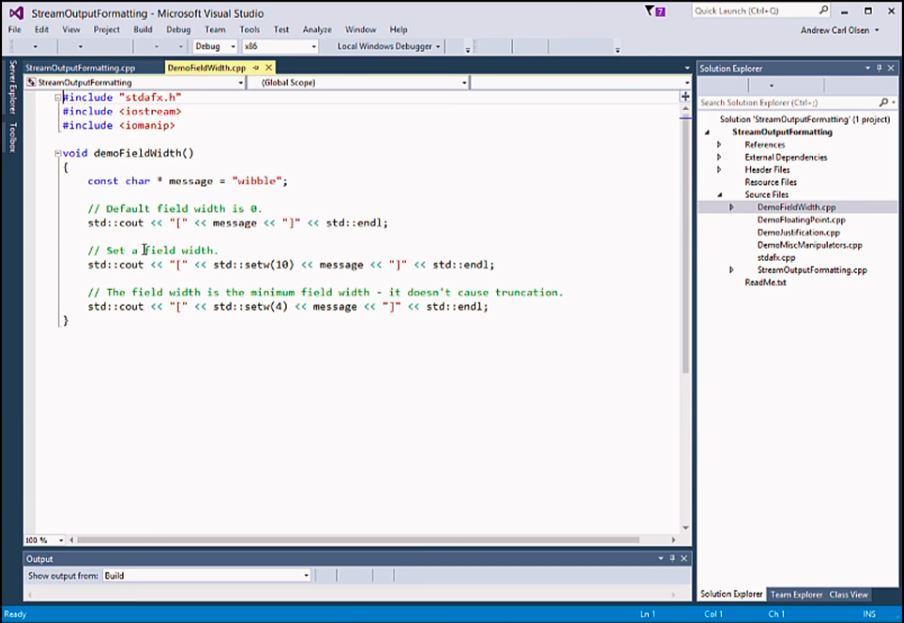 StreamOutputFormatting - Microsoft Visual Studio
7
Quick Launch (Ctrl+Q)
File Edit View Project Build Debug Team Tools Test Analyze Window Help
Andrew Carl Olsen
Debug x86 Local Windows Debugger
Server Explorer
Toolbox
StreamOutputFormatting.cpp DemoFieldWidth.cpp
StreamOutputFormatting (Global Scope)
#include "stdafx.h"
#include <iostream>
#include <iomanip>
void demoFieldWidth()
{
const char * message = "wibble";
// Default field width is 0.
std::cout << "[" << message << "]" << std::endl;
// Set a field width.
std::cout << "[" << std::setw(10) << message << "]" << std::endl;
// The field width is the minimum field width - it doesn't cause truncation.
std::cout << "[" << std::setw(4) << message << "]" << std::endl;
}
100 %
Output
Show output from: Build
Solution Explorer
Search Solution Explorer (Ctrl+;)
Solution 'StreamOutputFormatting' (1 project)
StreamOutputFormatting
References
External Dependencies
Header Files
Resource Files
Source Files
DemoFieldWidth.cpp
DemoFloatingPoint.cpp
DemoJustification.cpp
DemoMiscManipulators.cpp
stdafx.cpp
StreamOutputFormatting.cpp
ReadMe.txt
Solution Explorer Team Explorer Class View
Ready Ln 1 Col 1 Ch 1 INS